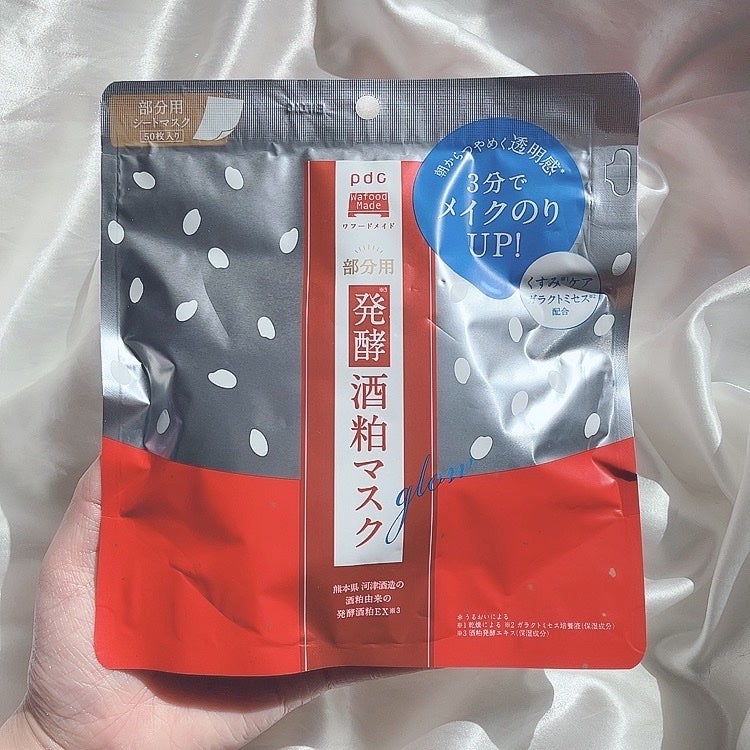 部分用
シートマスク
50枚入り
朝からつやめく透明感*
3分で
メイクのり
UP!
くすみ※1ケア
ガラクトミセス※2
配合
pdc
Wafood
Made
ワフードメイド
部分用
発酵※3
酒粕マスク
glow
熊本県 河津酒造の
酒粕由来の
発酵酒粕EX※3
*うるおいによる
※1 乾燥による ※2 ガラクトミセス培養液(保湿成分)
※3 酒粕発酵エキス(保湿成分)